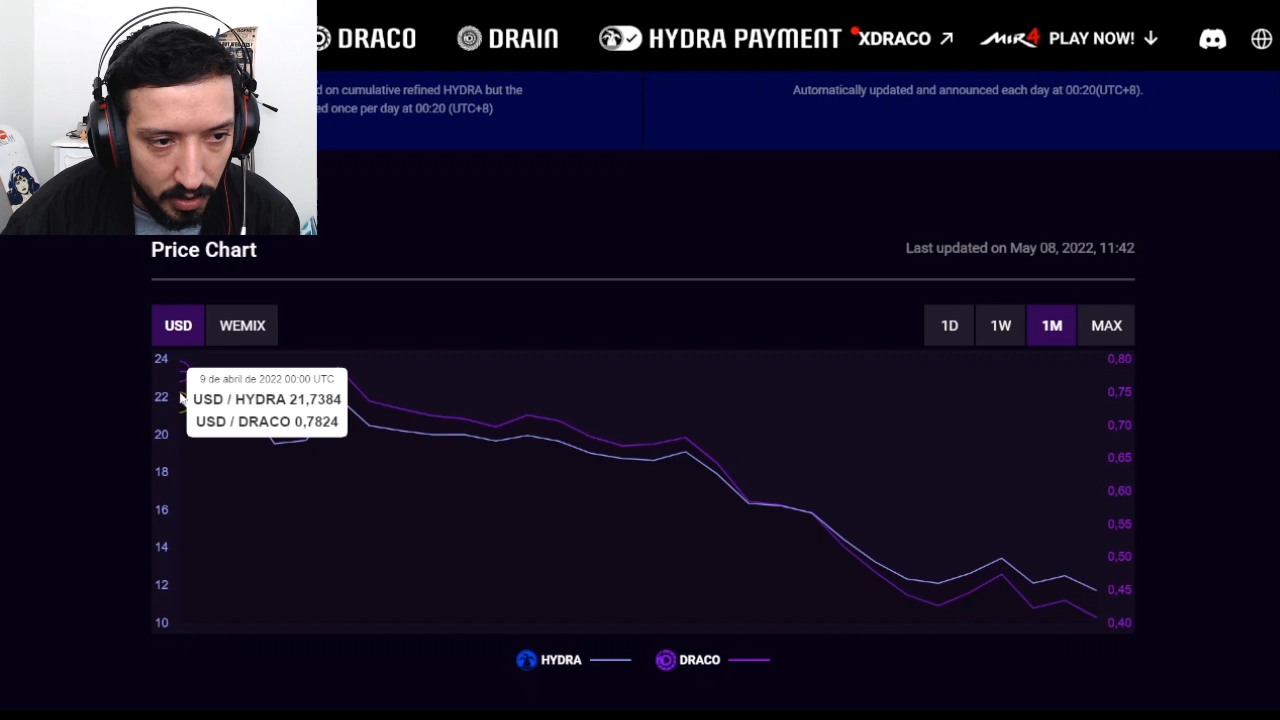 DRACO
DRAIN
HYDRA PAYMENT
XDRACO
MIR4 PLAY NOW!
d on cumulative refined HYDRA but the
ed once per day at 00:20 (UTC+8)
Automatically updated and announced each day at 00:20(UTC+8).
Price Chart
Last updated on May 08, 2022, 11:42
USD
WEMIX
1D
1W
1M
MAX
24
22
20
18
16
14
12
10
9 de abril de 2022 00:00 UTC
USD / HYDRA 21,7384
USD / DRACO 0,7824
0,80
0,75
0,70
0,65
0,60
0,55
0,50
0,45
0,40
HYDRA
DRACO